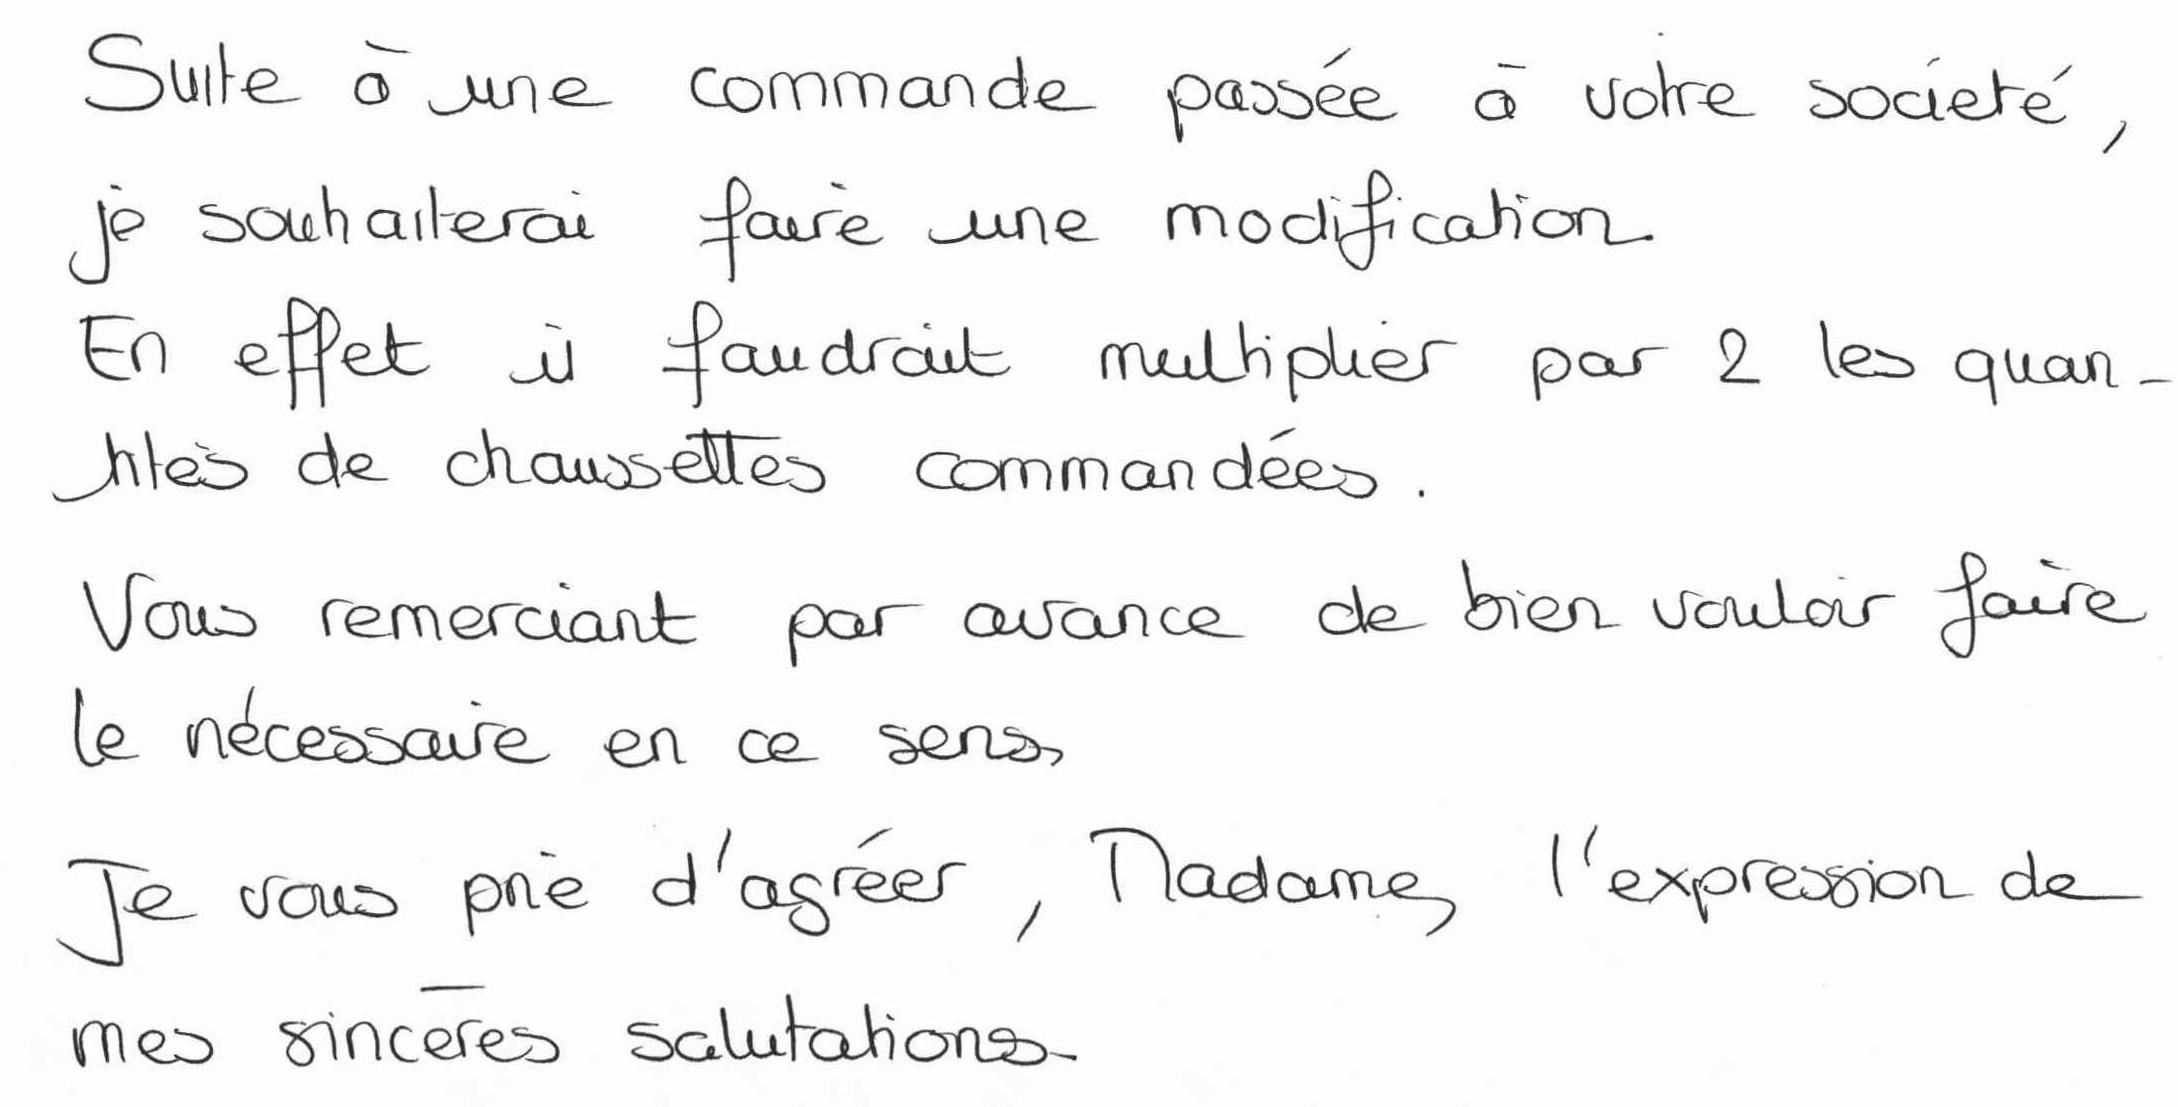 Suite à une commande passée à votre société,
je souhaiterai faire une modification.
En effet il faudrait multiplier par 2 les quan-
tités de chaussettes commandées.
Vous remerciant par avance de bien vouloir faire
le nécessaire en ce sens,
Je vous prie d'agréer, Madame, l'expression de
mes sincères salutations.